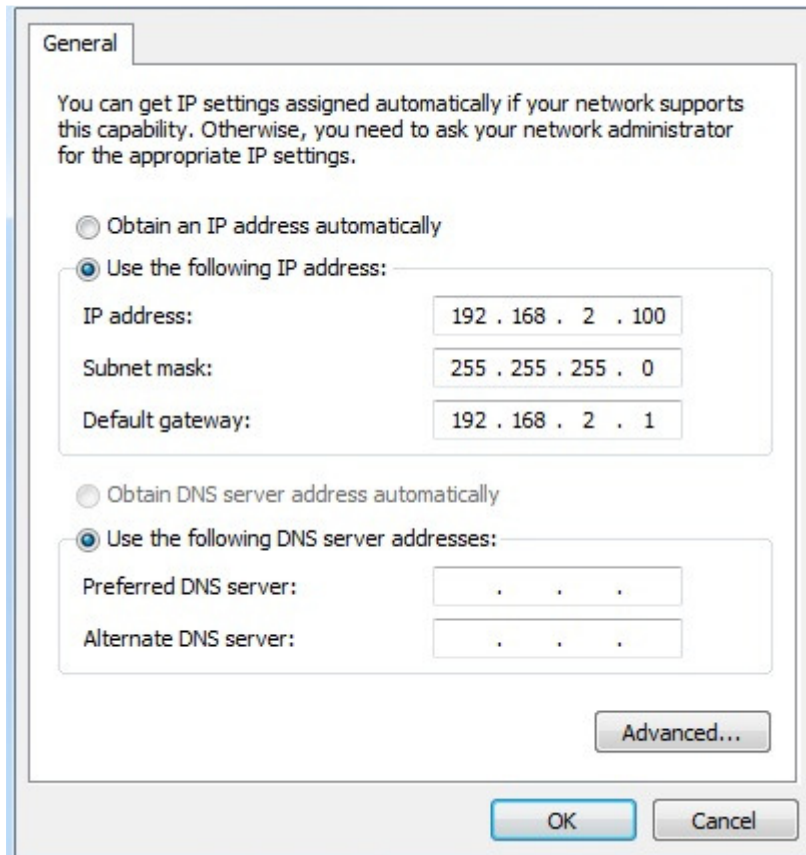 General
You can get IP settings assigned automatically if your network supports
this capability. Otherwise, you need to ask your network administrator
for the appropriate IP settings.
Obtain an IP address automatically
Use the following IP address:
IP address: 192 . 168 . 2 . 100
Subnet mask: 255 . 255 . 255 . 0
Default gateway: 192 . 168 . 2 . 1
Obtain DNS server address automatically
Use the following DNS server addresses:
Preferred DNS server: . . .
Alternate DNS server: . . .
Advanced...
OK Cancel